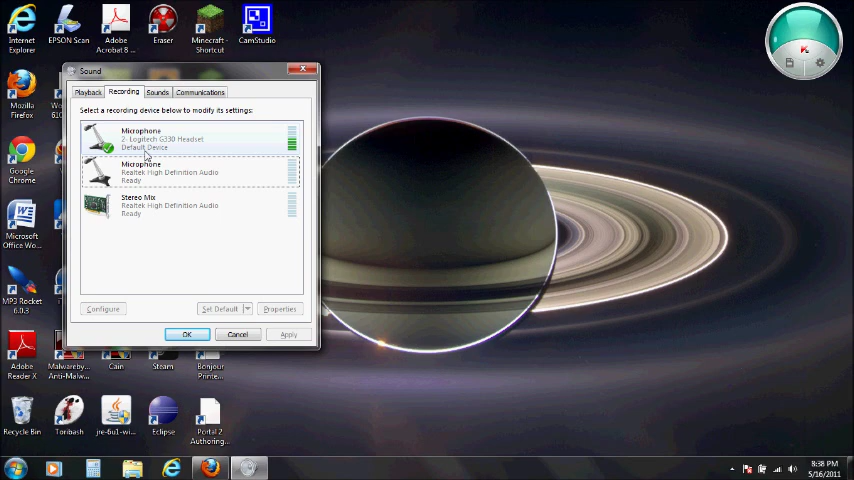 Internet
Explorer
EPSON Scan
Adobe
Acrobat 8 ...
Eraser
Minecraft -
Shortcut
CamStudio
Mozilla
Firefox
Google
Chrome
Microsoft
Office Wo...
MP3 Rocket
6.0.3
Adobe
Reader X
Malwareby...
Anti-Malw...
Cain
Steam
Bonjour
Printe...
Recycle Bin
Toribash
jre-6u1-wi...
Eclipse
Portal 2
Authoring...
Sound
Playback
Recording
Sounds
Communications
Select a recording device below to modify its settings:
Microphone
2- Logitech G330 Headset
Default Device
Microphone
Realtek High Definition Audio
Ready
Stereo Mix
Realtek High Definition Audio
Ready
Configure
Set Default
Properties
OK
Cancel
Apply
8:38 PM
5/16/2011